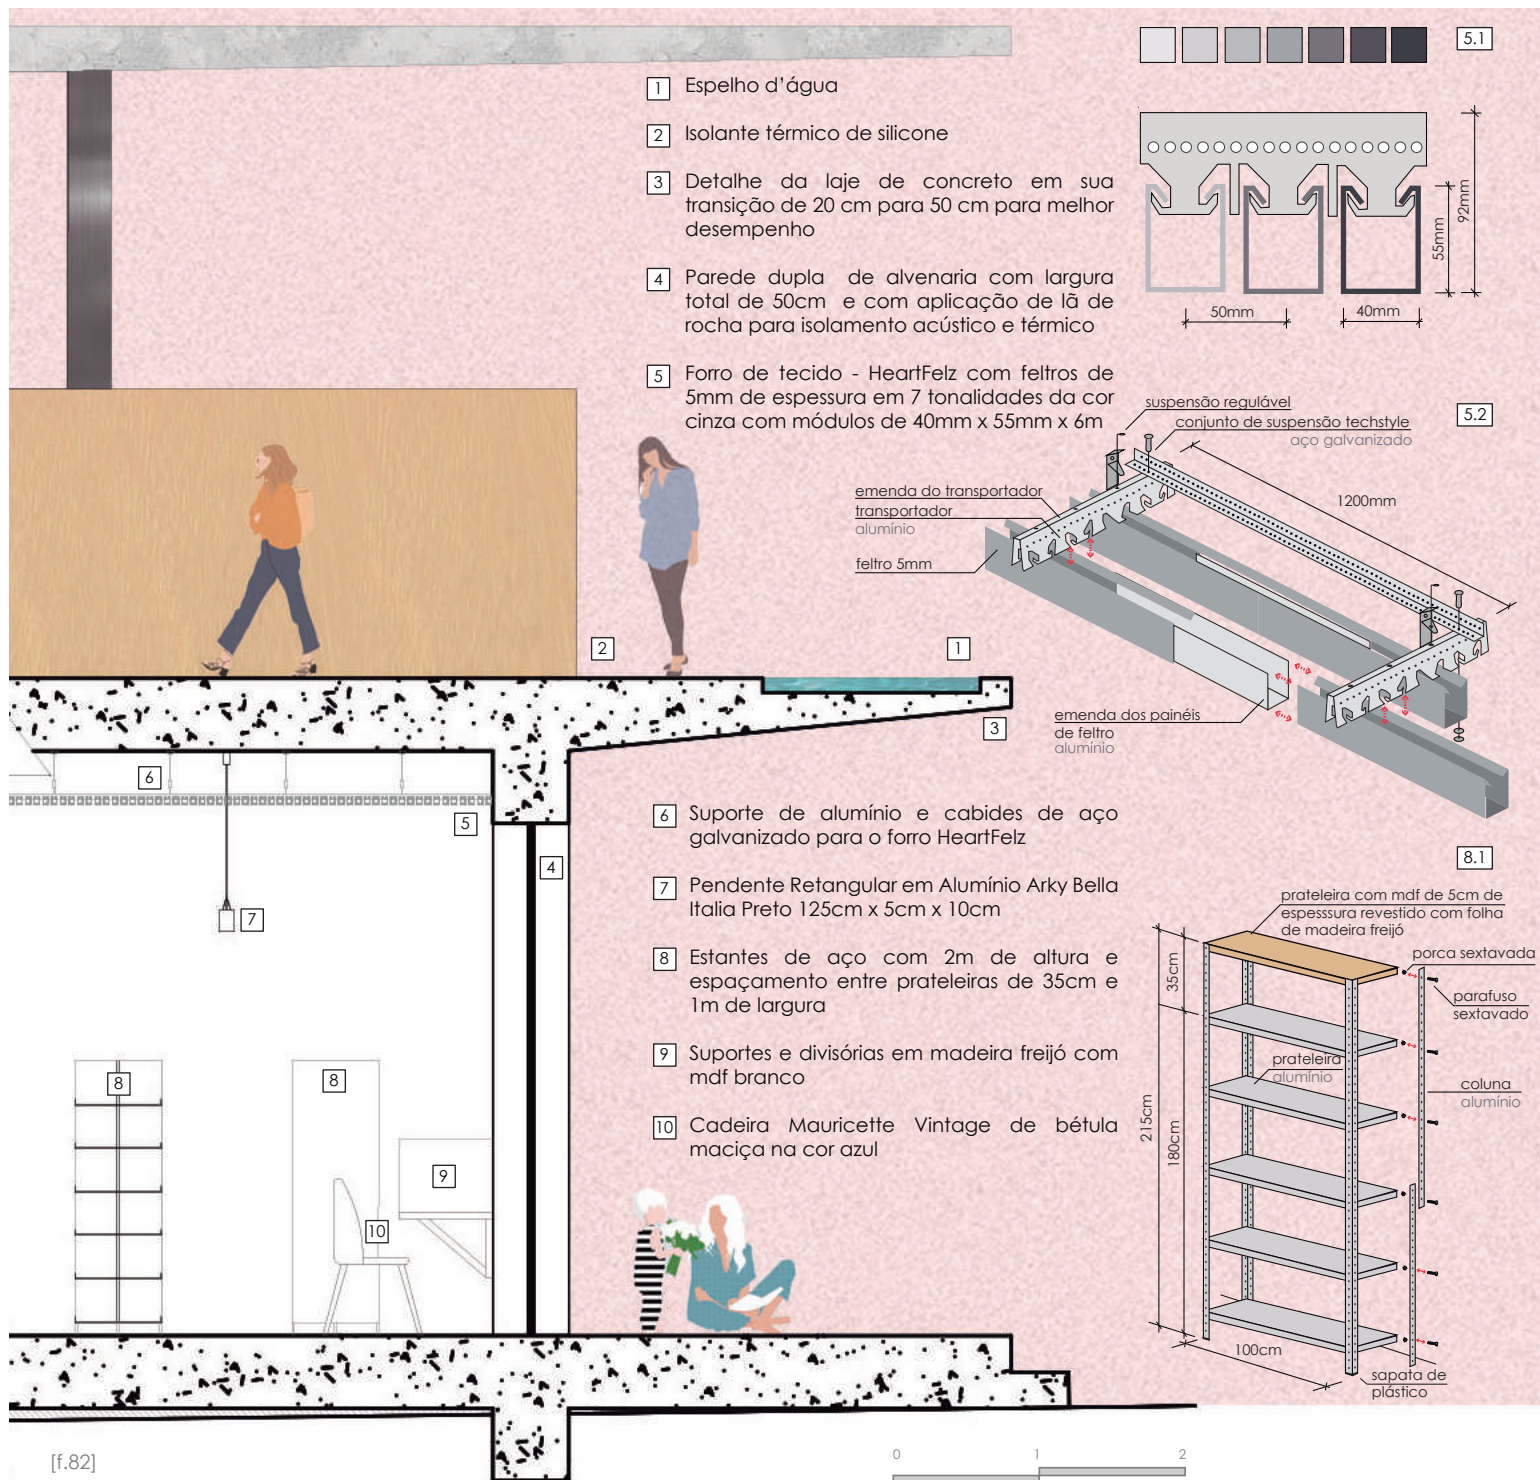 1 Espelho d'água
2 Isolante térmico de silicone
3 Detalhe da laje de concreto em sua
transição de 20 cm para 50 cm para melhor
desempenho
4 Parede dupla de alvenaria com largura
total de 50cm e com aplicação de lã de
rocha para isolamento acústico e térmico
5 Forro de tecido - HeartFelz com feltros de
5mm de espessura em 7 tonalidades da cor
cinza com módulos de 40mm x 55mm x 6m
5.1
92mm
55mm
50mm
40mm
5.2
suspensão regulável
conjunto de suspensão techstyle
aço galvanizado
1200mm
emenda do transportador
transportador
alumínio
feltro 5mm
emenda dos painéis
de feltro
alumínio
2
1
3
6
5
4
7
8
8
9
10
6 Suporte de alumínio e cabides de aço
galvanizado para o forro HeartFelz
7 Pendente Retangular em Alumínio Arky Bella
Italia Preto 125cm x 5cm x 10cm
8 Estantes de aço com 2m de altura e
espaçamento entre prateleiras de 35cm e
1m de largura
9 Suportes e divisórias em madeira freijó com
mdf branco
10 Cadeira Mauricette Vintage de bétula
maciça na cor azul
8.1
prateleira com mdf de 5cm de
espesssura revestido com folha
de madeira freijó
porca sextavada
parafuso
sextavado
35cm
prateleira
alumínio
coluna
alumínio
215cm
180cm
100cm
sapata de
plástico
[f.82]
0 1 2